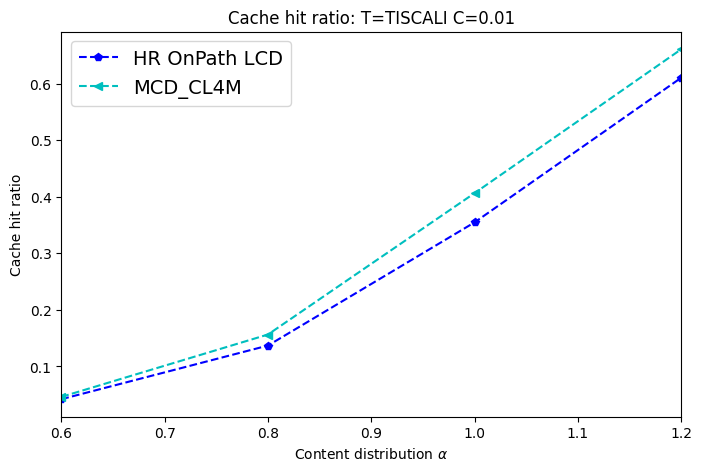 Cache hit ratio: T=TISCALI C=0.01
HR OnPath LCD
MCD_CL4M
Cache hit ratio
0.6
0.5
0.4
0.3
0.2
0.1
0.6 0.7 0.8 0.9 1.0 1.1 1.2
Content distribution α